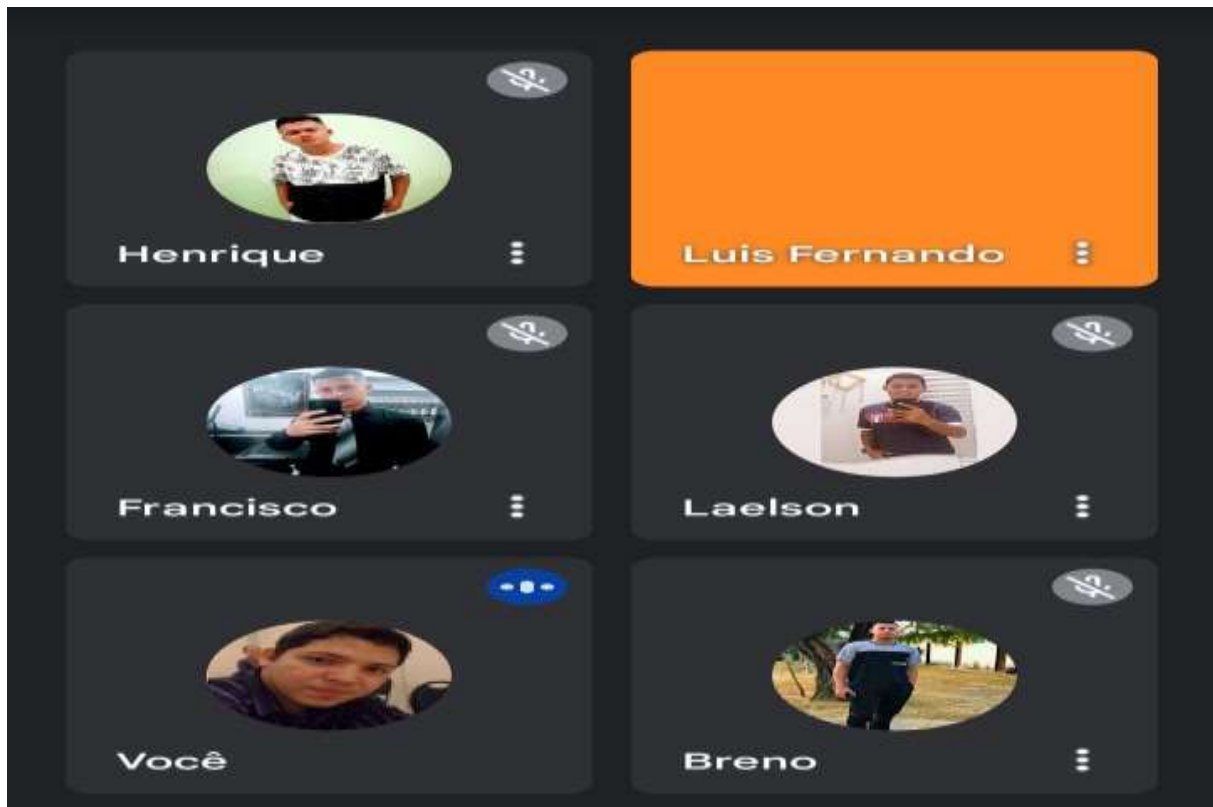 Henrique
Luis Fernando
Francisco
Laelson
Você
Breno